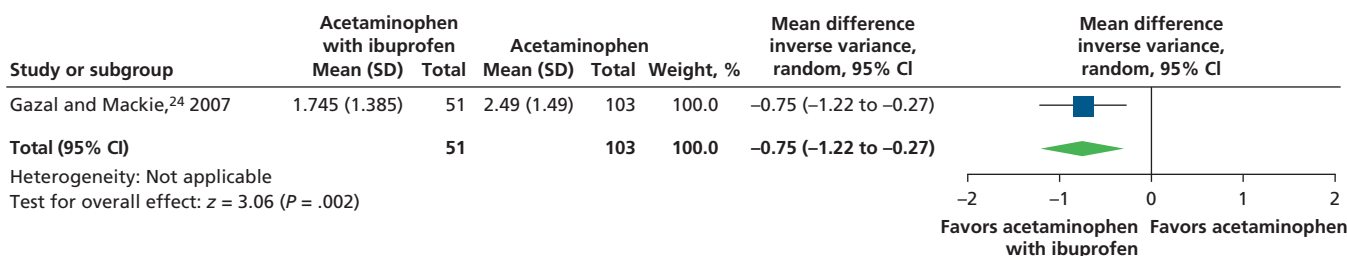 Acetaminophen with ibuprofen Acetaminophen Mean difference inverse variance, random, 95% CI Mean difference inverse variance, random, 95% CI
Study or subgroup Mean (SD) Total Mean (SD) Total Weight, %
Gazal and Mackie,24 2007 1.745 (1.385) 51 2.49 (1.49) 103 100.0 –0.75 (–1.22 to –0.27)
Total (95% CI) 51 103 100.0 –0.75 (–1.22 to –0.27)
Heterogeneity: Not applicable
Test for overall effect: z = 3.06 (P = .002)
–2 –1 0 1 2
Favors acetaminophen with ibuprofen Favors acetaminophen